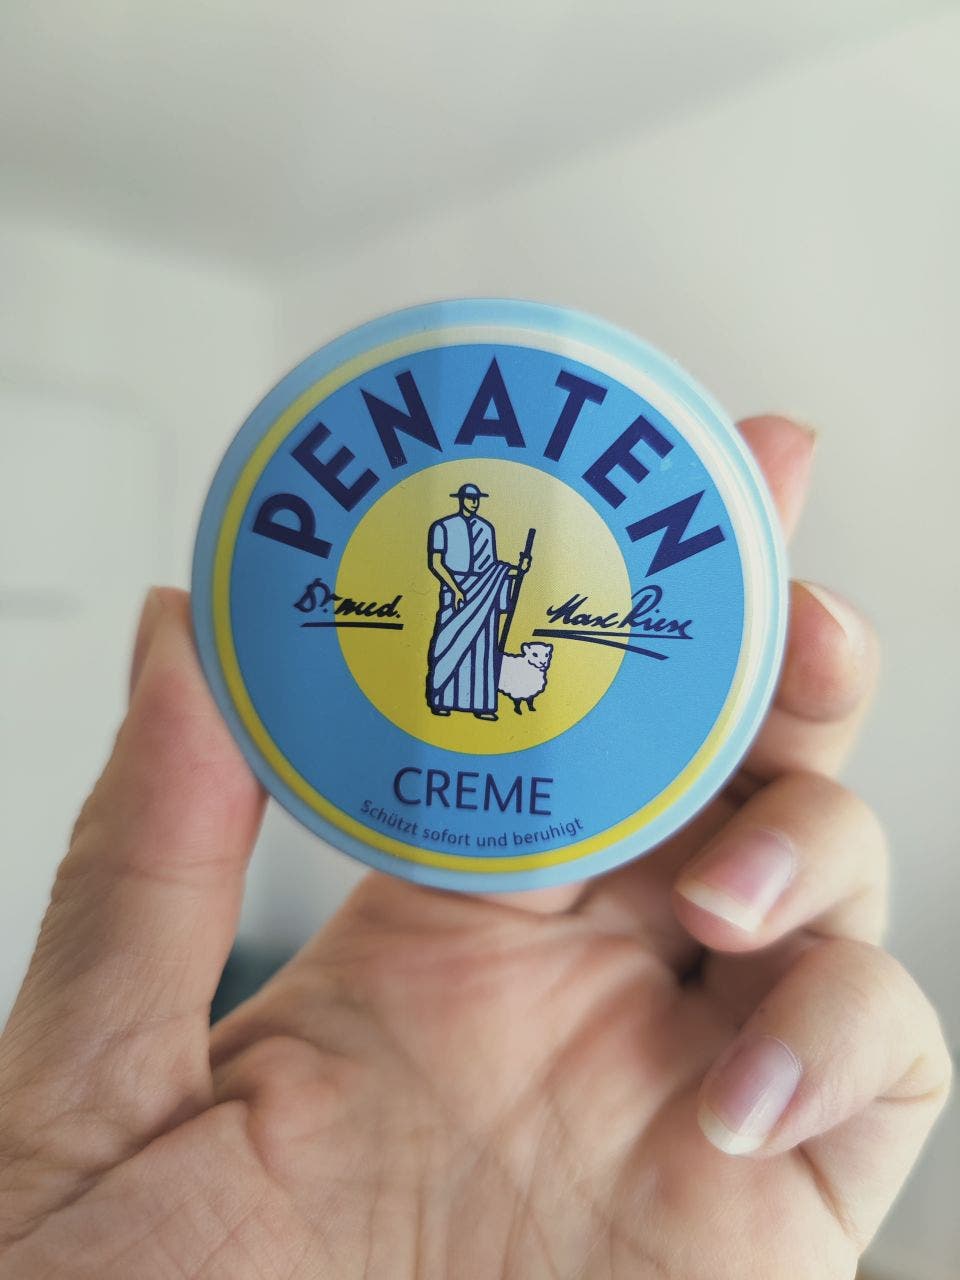 PENATEN
Dr. med. Max Riese
CREME
Schützt sofort und beruhigt